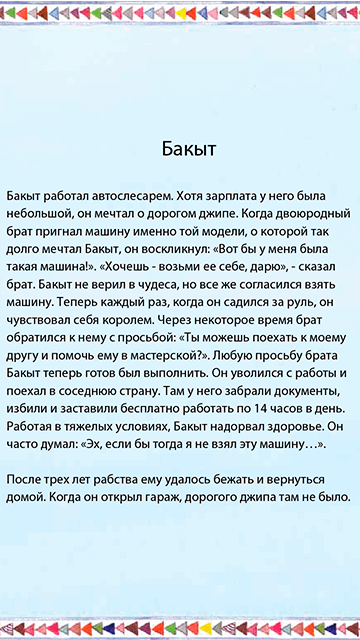 Бакыт
Бакыт работал автослесарем. Хотя зарплата у него была
небольшой, он мечтал о дорогом джипе. Когда двоюродный
брат пригнал машину именно той модели, о которой так
долго мечтал Бакыт, он воскликнул: «Вот бы у меня была
такая машина!». «Хочешь - возьми ее себе, дарю», - сказал
брат. Бакыт не верил в чудеса, но все же согласился взять
машину. Теперь каждый раз, когда он садился за руль, он
чувствовал себя королем. Через некоторое время брат
обратился к нему с просьбой: «Ты можешь поехать к моему
другу и помочь ему в мастерской?». Любую просьбу брата
Бакыт теперь готов был выполнить. Он уволился с работы и
поехал в соседнюю страну. Там у него забрали документы,
избили и заставили бесплатно работать по 14 часов в день.
Работая в тяжелых условиях, Бакыт надорвал здоровье. Он
часто думал: «Эх, если бы тогда я не взял эту машину…».
После трех лет рабства ему удалось бежать и вернуться
домой. Когда он открыл гараж, дорогого джипа там не было.